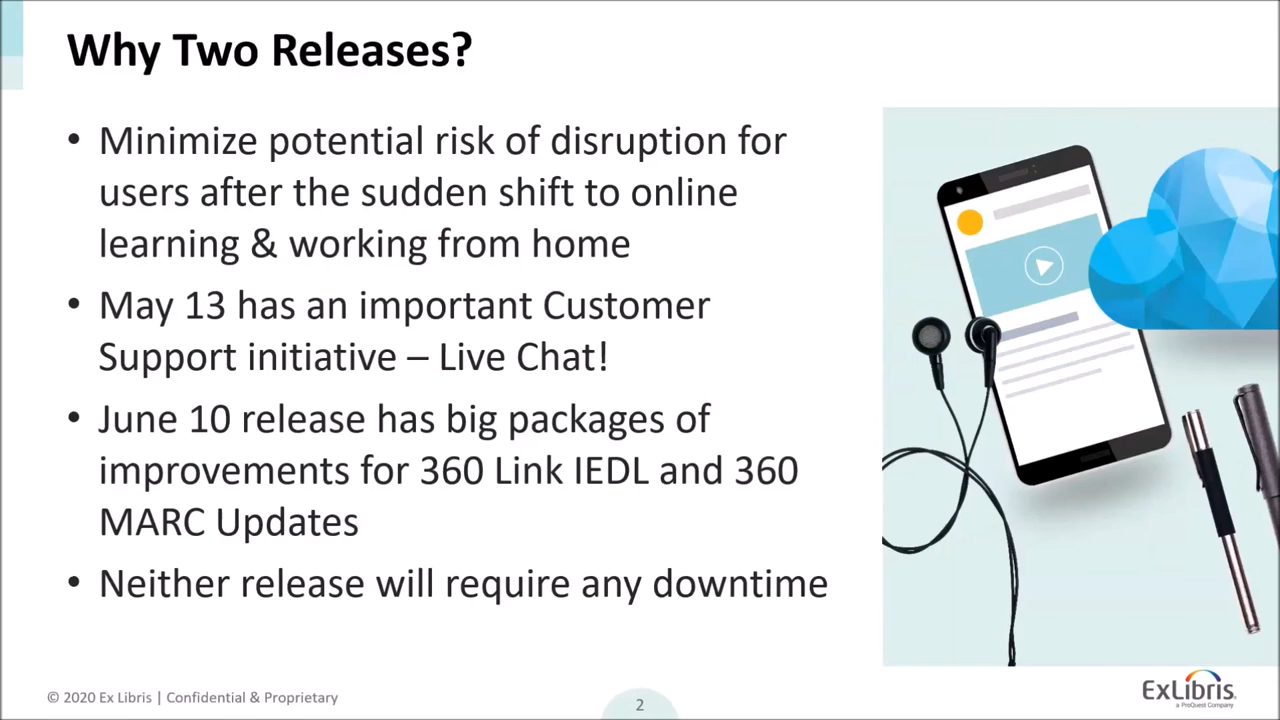 Why Two Releases?
• Minimize potential risk of disruption for
users after the sudden shift to online
learning & working from home
• May 13 has an important Customer
Support initiative – Live Chat!
• June 10 release has big packages of
improvements for 360 Link IEDL and 360
MARC Updates
• Neither release will require any downtime
© 2020 Ex Libris | Confidential & Proprietary
2
ExLibris
a ProQuest Company